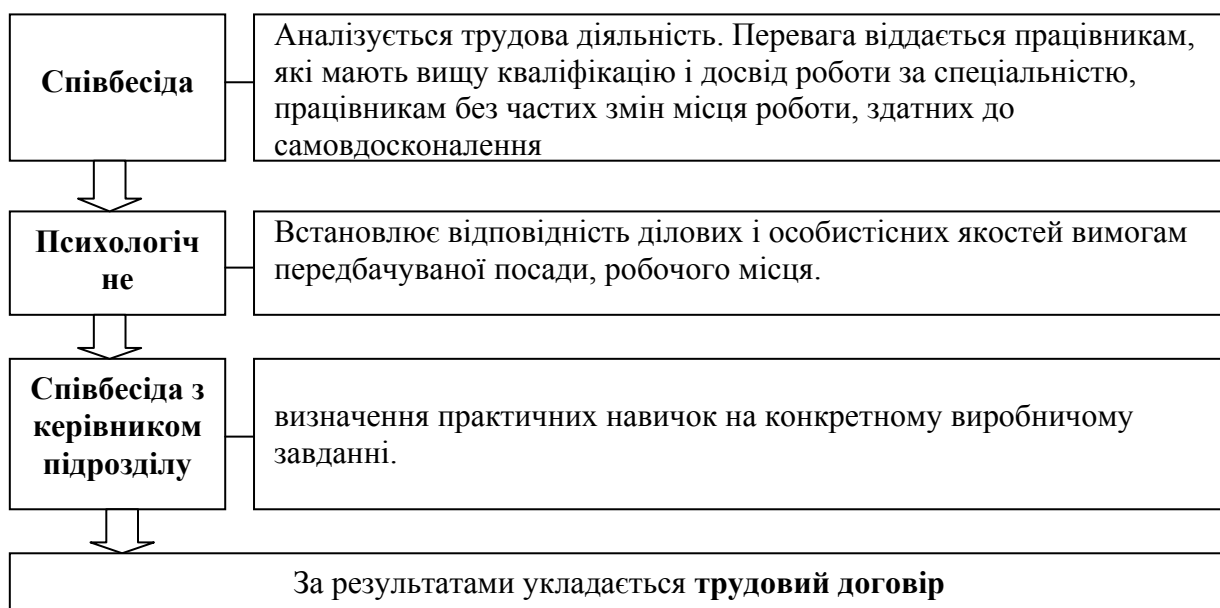 Співбесіда
Аналізується трудова діяльність. Перевага віддається працівникам,
які мають вищу кваліфікацію і досвід роботи за спеціальністю,
працівникам без частих змін місця роботи, здатних до
самовдосконалення
Психологіч
не
Встановлює відповідність ділових і особистісних якостей вимогам
передбачуваної посади, робочого місця.
Співбесіда з
керівником
підрозділу
визначення практичних навичок на конкретному виробничому
завданні.
За результатами укладається трудовий договір